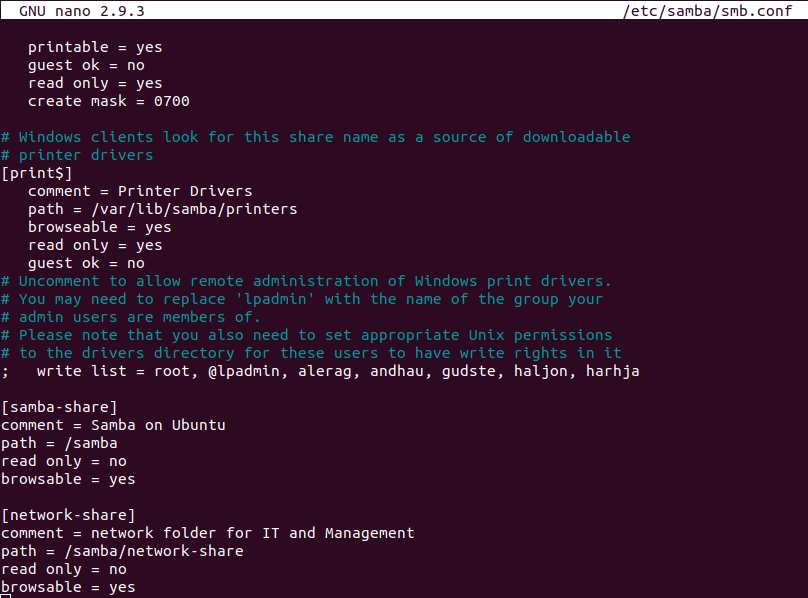 GNU nano 2.9.3 /etc/samba/smb.conf
printable = yes
guest ok = no
read only = yes
create mask = 0700
# Windows clients look for this share name as a source of downloadable
# printer drivers
[print$]
comment = Printer Drivers
path = /var/lib/samba/printers
browseable = yes
read only = yes
guest ok = no
# Uncomment to allow remote administration of Windows print drivers.
# You may need to replace 'lpadmin' with the name of the group your
# admin users are members of.
# Please note that you also need to set appropriate Unix permissions
# to the drivers directory for these users to have write rights in it
;   write list = root, @lpadmin, alerag, andhau, gudste, haljon, harhja
[samba-share]
comment = Samba on Ubuntu
path = /samba
read only = no
browsable = yes
[network-share]
comment = network folder for IT and Management
path = /samba/network-share
read only = no
browsable = yes